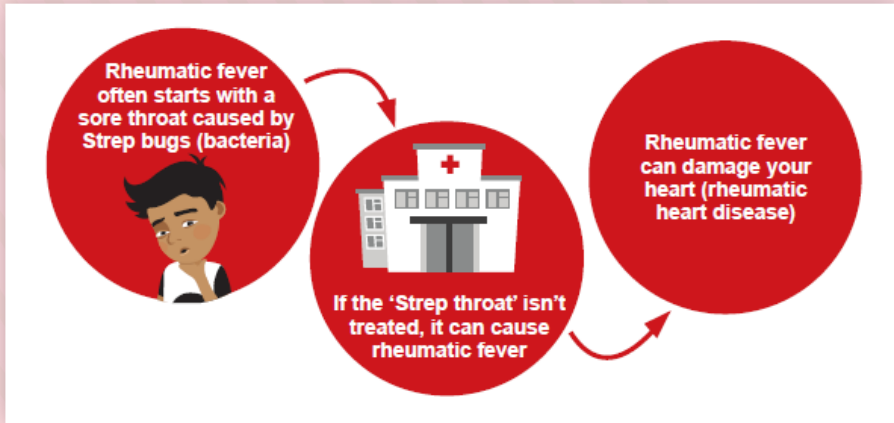 Rheumatic fever
often starts with a
sore throat caused by
Strep bugs (bacteria)
If the ‘Strep throat’ isn’t
treated, it can cause
rheumatic fever
Rheumatic fever
can damage your
heart (rheumatic
heart disease)